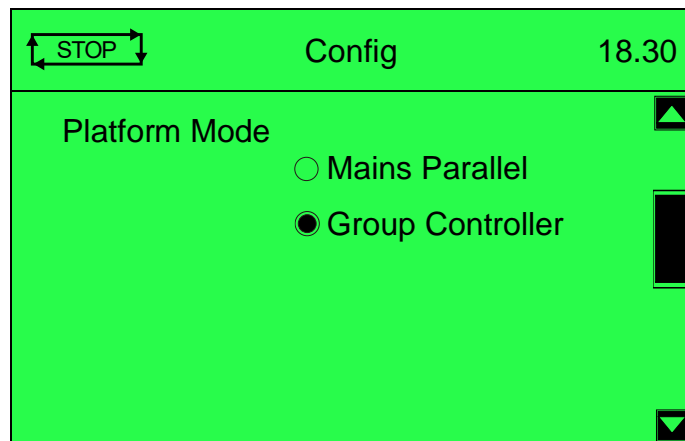 STOP Config 18.30
Platform Mode
Mains Parallel
Group Controller